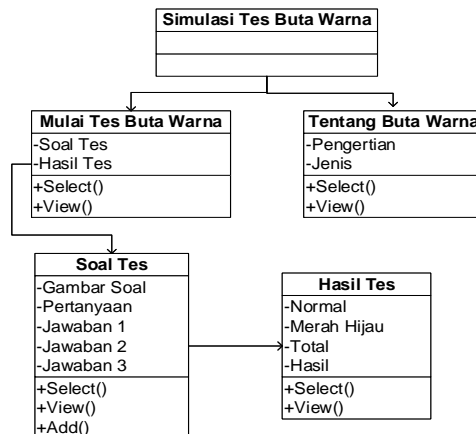 Simulasi Tes Buta Warna
Mulai Tes Buta Warna
-Soal Tes
-Hasil Tes
+Select()
+View()
Tentang Buta Warna
-Pengertian
-Jenis
+Select()
+View()
Soal Tes
-Gambar Soal
-Pertanyaan
-Jawaban 1
-Jawaban 2
-Jawaban 3
+Select()
+View()
+Add()
Hasil Tes
-Normal
-Merah Hijau
-Total
-Hasil
+Select()
+View()